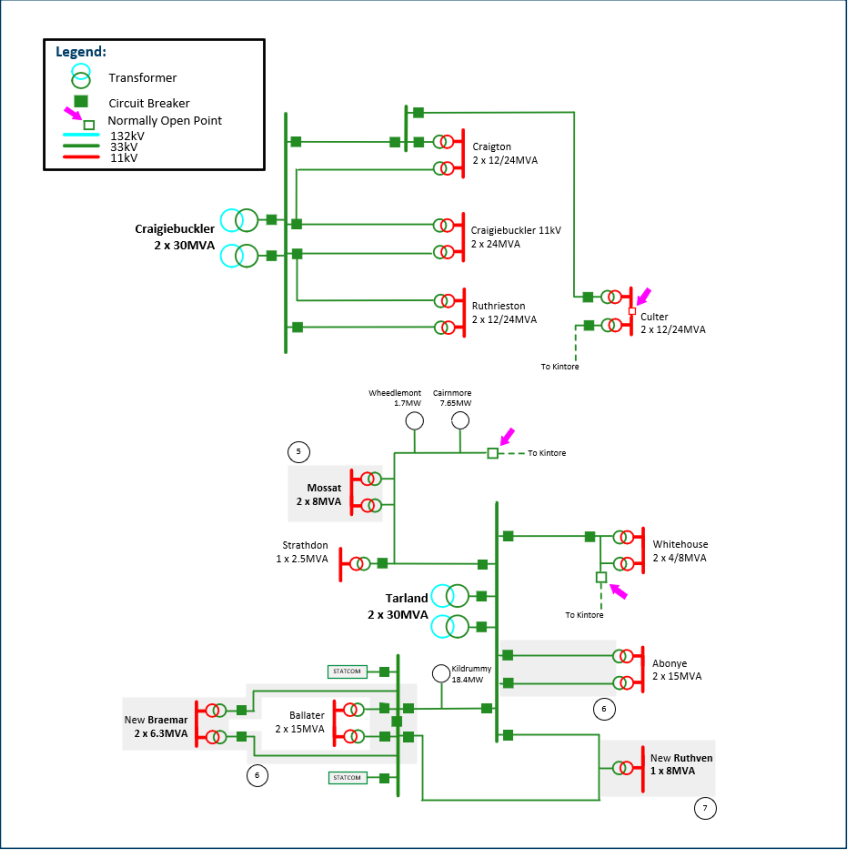 Legend:
Transformer
Circuit Breaker
Normally Open Point
132kV
33kV
11kV
Craigton
2 x 12/24MVA
Craigiebuckler
2 x 30MVA
Craigiebuckler 11kV
2 x 24MVA
Ruthrieston
2 x 12/24MVA
Culter
2 x 12/24MVA
To Kintore
Wheedlemont
1.7MW
Cairnmore
7.65MW
To Kintore
5
Mossat
2 x 8MVA
Strathdon
1 x 2.5MVA
Whitehouse
2 x 4/8MVA
To Kintore
Tarland
2 x 30MVA
Abonye
2 x 15MVA
6
STATCOM
Kildrummy
18.4MW
New Braemar
2 x 6.3MVA
Ballater
2 x 15MVA
6
STATCOM
New Ruthven
1 x 8MVA
7